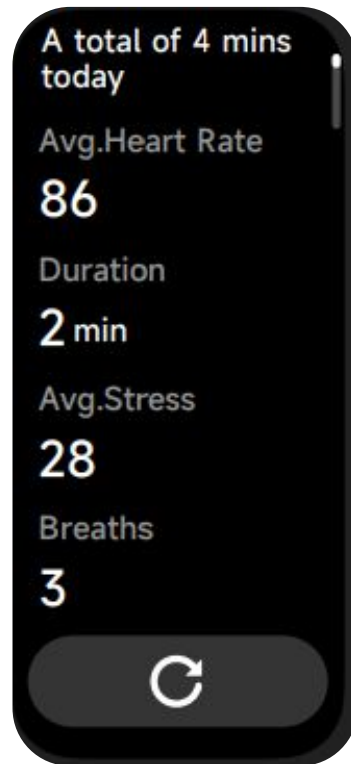 A total of 4 mins
today
Avg.Heart Rate
86
Duration
2 min
Avg.Stress
28
Breaths
3